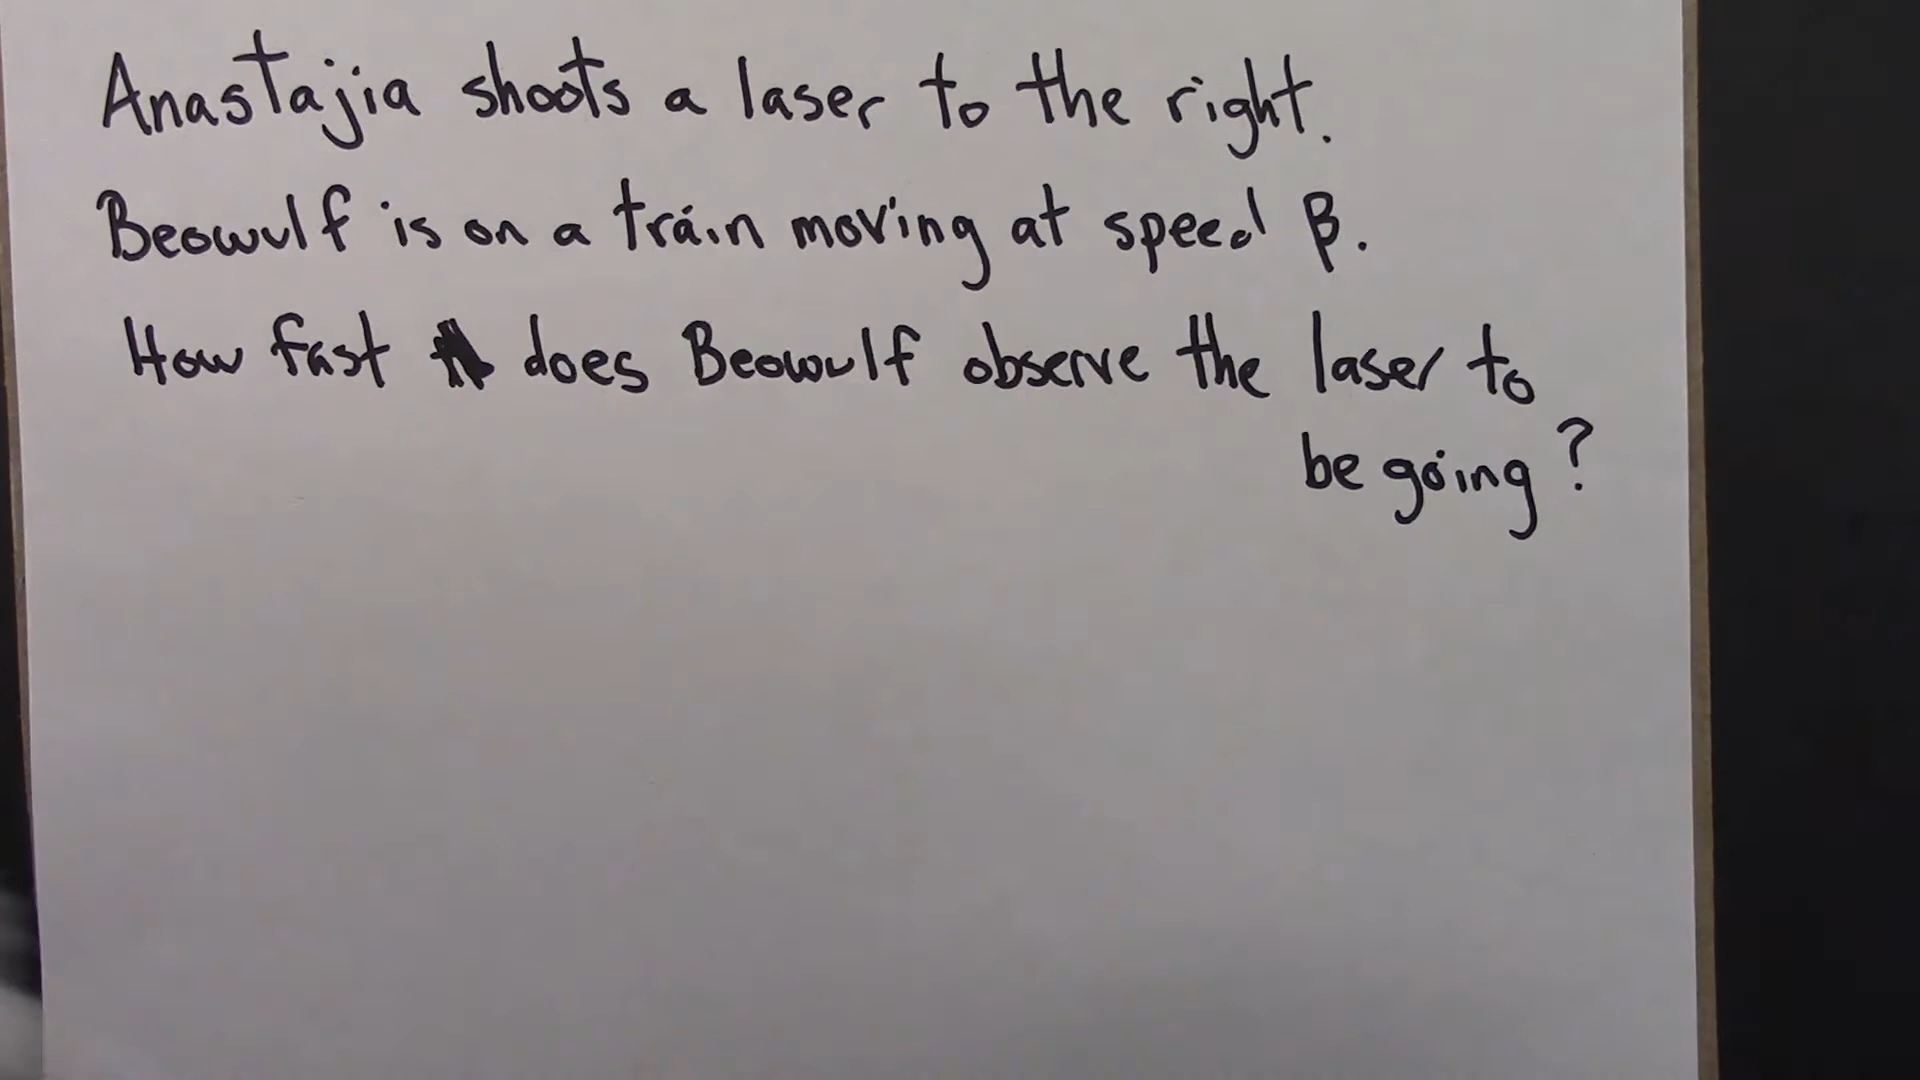 Anastajia shoots a laser to the right.
Beowulf is on a train moving at speed β.
How fast does Beowulf observe the laser to
be going?